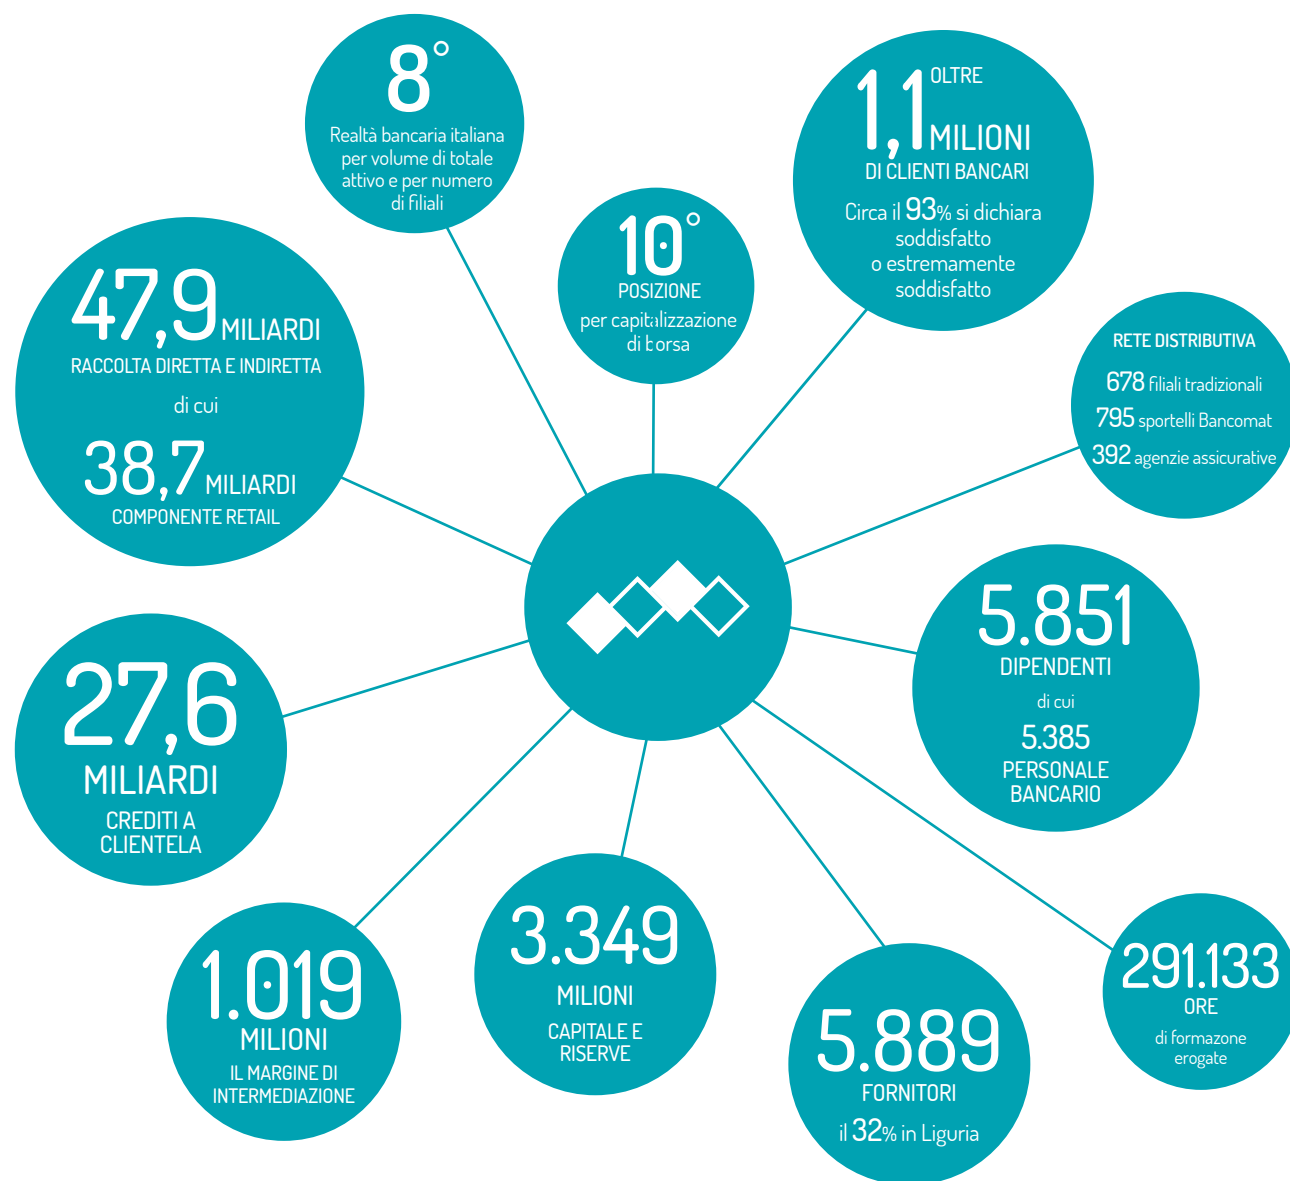 8°
Realtà bancaria italiana
per volume di totale
attivo e per numero
di filiali
OLTRE
1,1 MILIONI
DI CLIENTI BANCARI
Circa il 93% si dichiara
soddisfatto
o estremamente
soddisfatto
10°
POSIZIONE
per capitalizzazione
di borsa
47,9 MILIARDI
RACCOLTA DIRETTA E INDIRETTA
di cui
38,7 MILIARDI
COMPONENTE RETAIL
RETE DISTRIBUTIVA
678 filiali tradizionali
795 sportelli Bancomat
392 agenzie assicurative
5.851
DIPENDENTI
di cui
5.385
PERSONALE
BANCARIO
27,6
MILIARDI
CREDITI A
CLIENTELA
3.349
MILIONI
CAPITALE E
RISERVE
1.019
MILIONI
IL MARGINE DI
INTERMEDIAZIONE
291.133
ORE
di formazone
erogate
5.889
FORNITORI
il 32% in Liguria